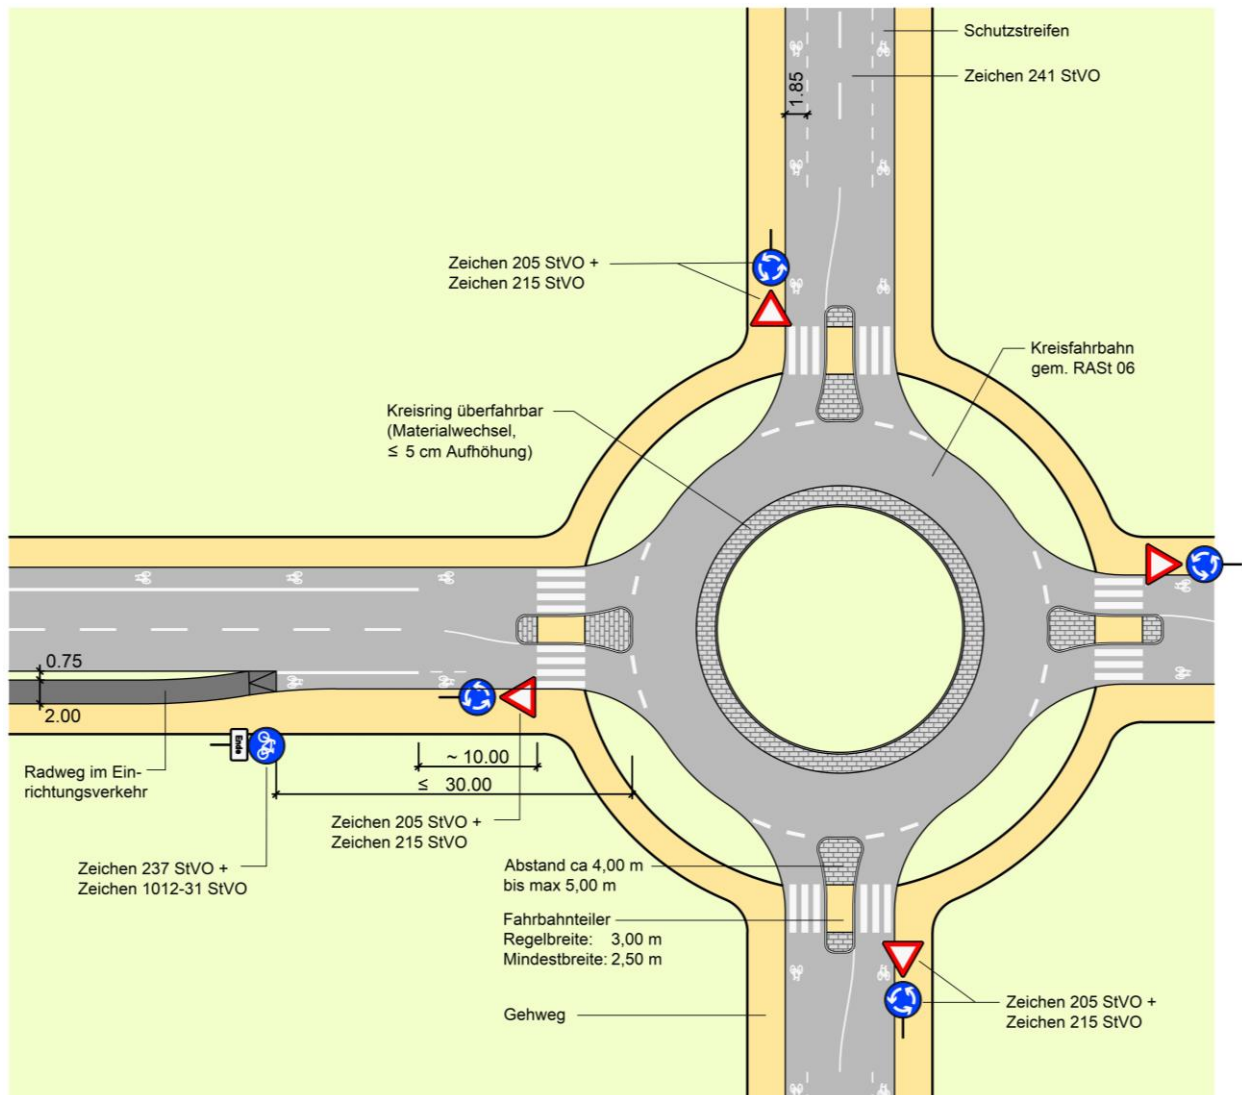 Schutzstreifen
Zeichen 241 StVO
1.85
Zeichen 205 StVO +
Zeichen 215 StVO
Kreisfahrbahn
gem. RASt 06
Kreisring überfahrbar
(Materialwechsel,
≤ 5 cm Aufhöhung)
0.75
2.00
Ende
Radweg im Ein-
richtungsverkehr
~ 10.00
≤ 30.00
Zeichen 205 StVO +
Zeichen 215 StVO
Zeichen 237 StVO +
Zeichen 1012-31 StVO
Abstand ca 4,00 m
bis max 5,00 m
Fahrbahnteiler
Regelbreite: 3,00 m
Mindestbreite: 2,50 m
Gehweg
Zeichen 205 StVO +
Zeichen 215 StVO